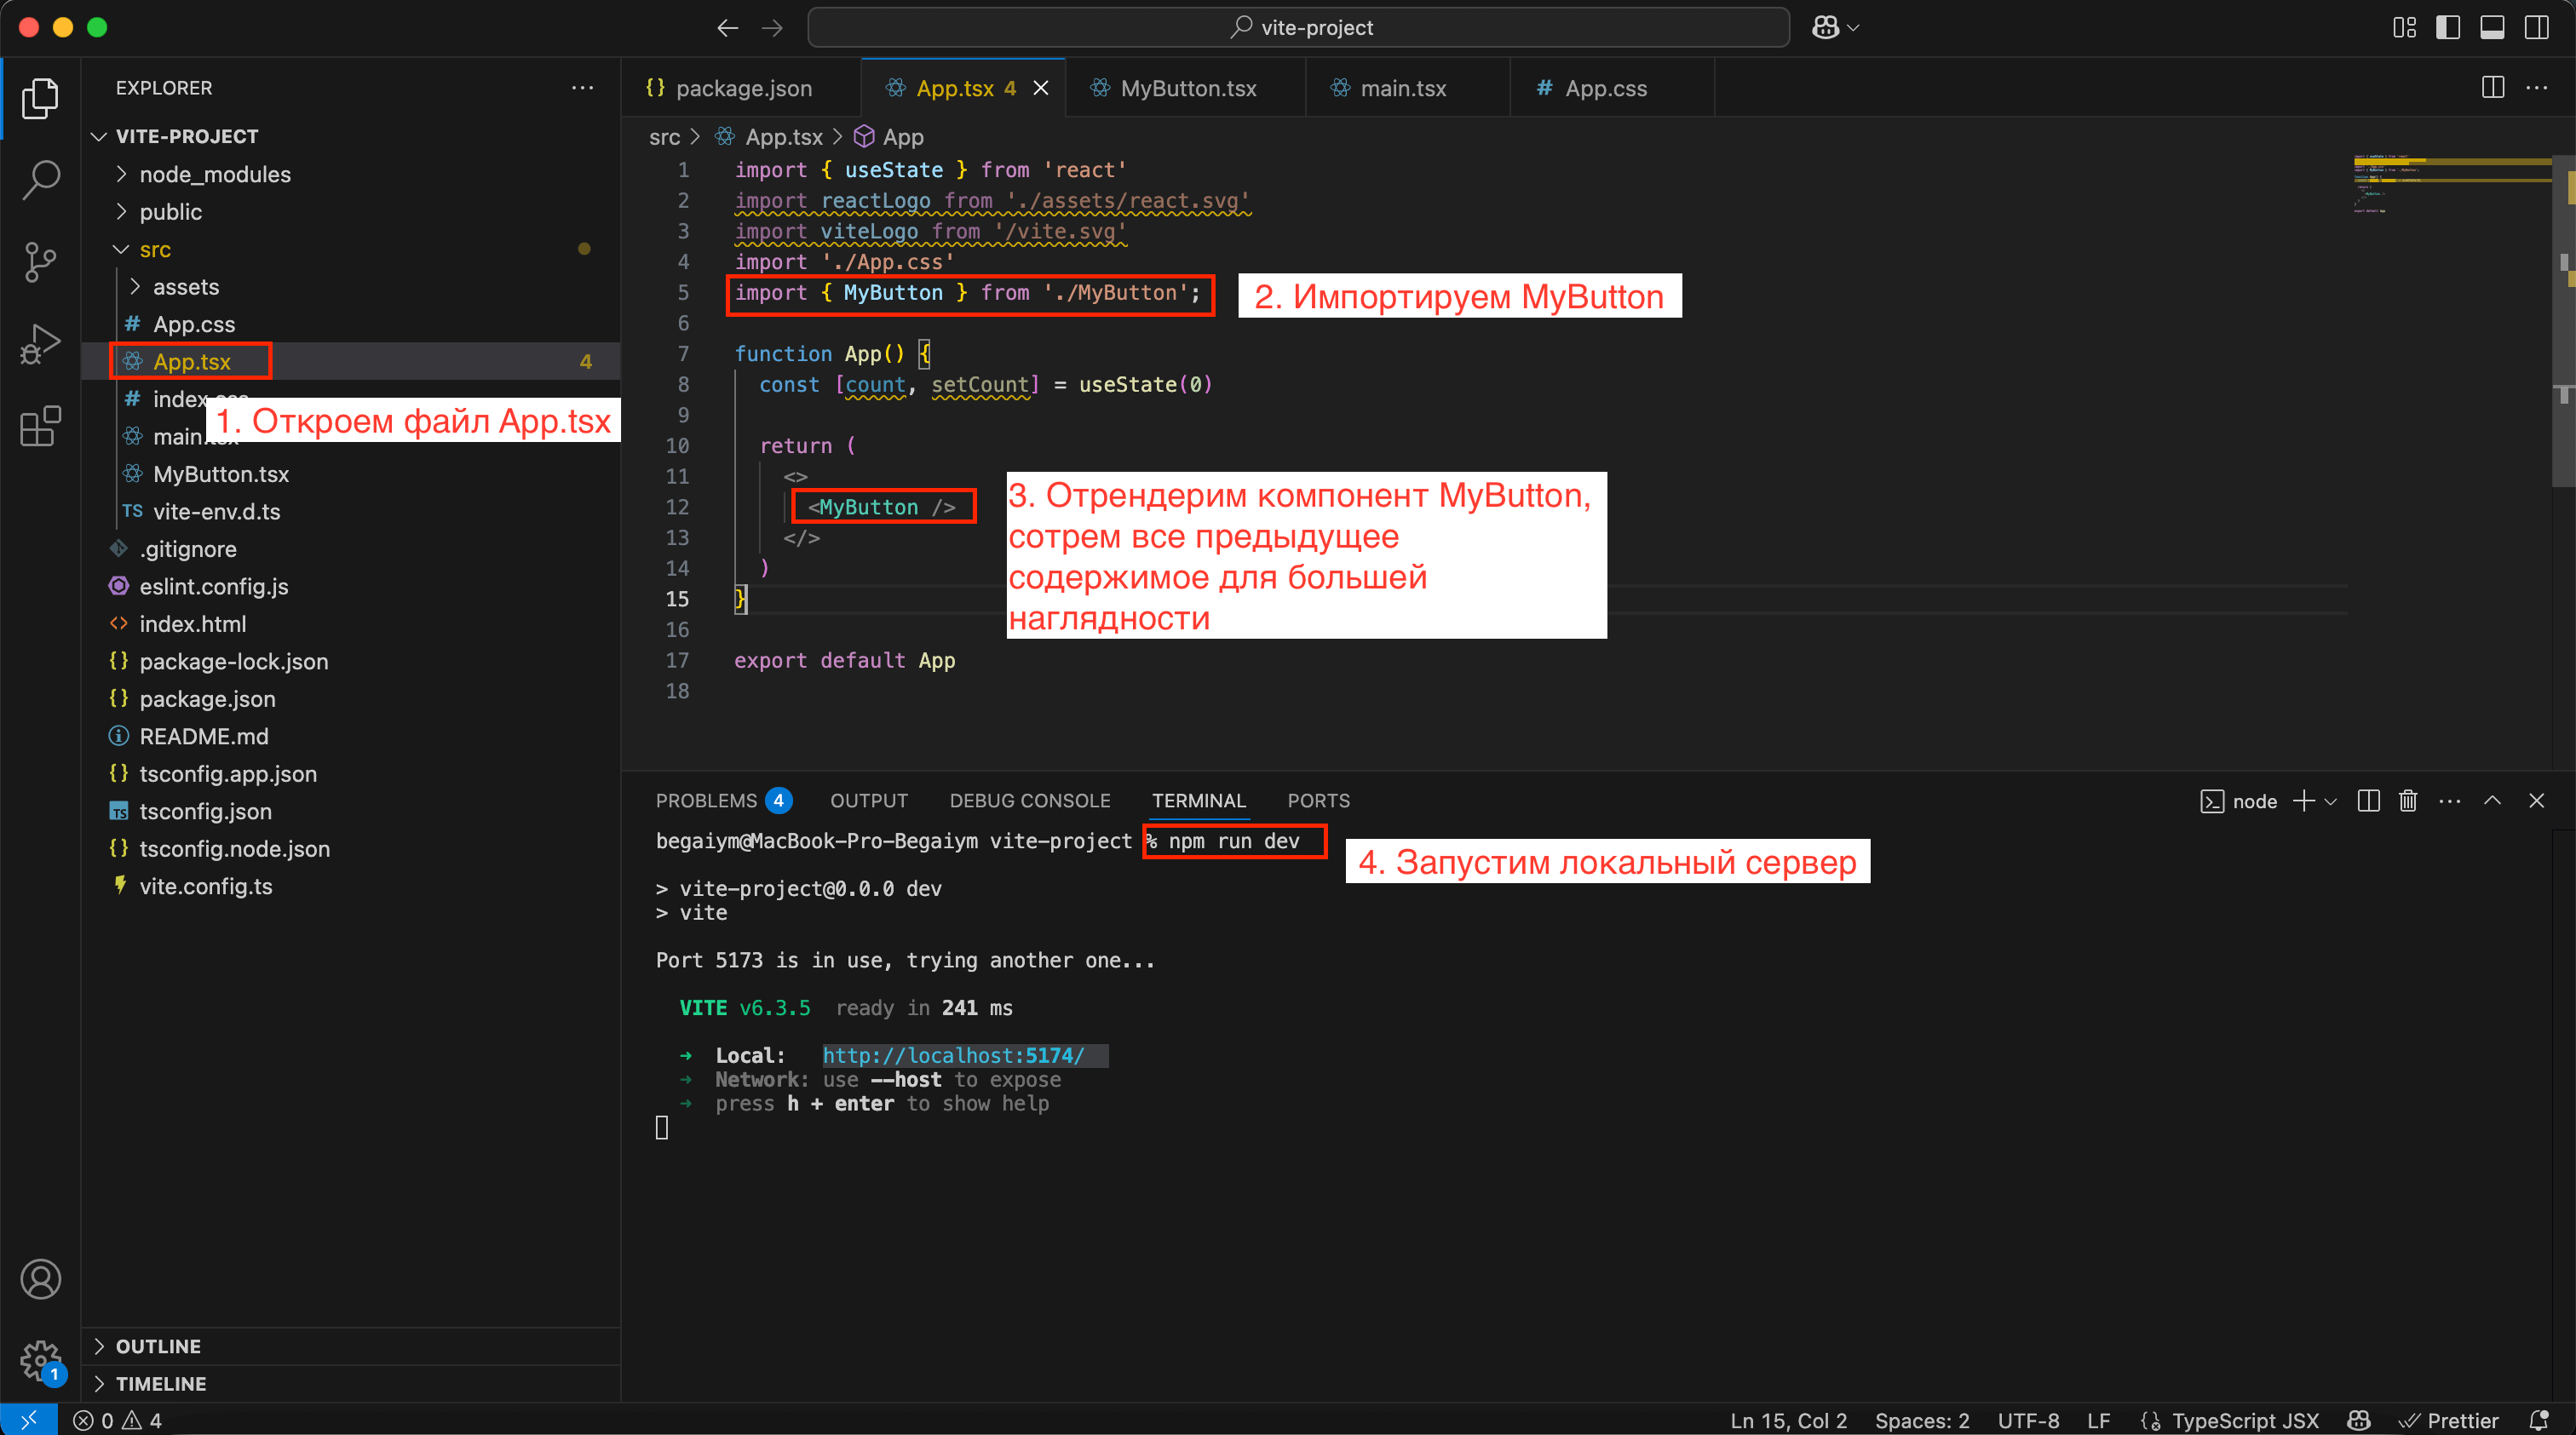 vite-project
EXPLORER
VITE-PROJECT
node_modules
public
src
assets
# App.css
App.tsx 4
# index.css
1. Откроем файл App.tsx
main.tsx
MyButton.tsx
TS vite-env.d.ts
.gitignore
eslint.config.js
<> index.html
{} package-lock.json
{} package.json
README.md
{} tsconfig.app.json
TS tsconfig.json
{} tsconfig.node.json
vite.config.ts
OUTLINE
TIMELINE
{} package.json
App.tsx 4
MyButton.tsx
main.tsx
# App.css
src > App.tsx > App
1 import { useState } from 'react'
2 import reactLogo from './assets/react.svg'
3 import viteLogo from '/vite.svg'
4 import './App.css'
5 import { MyButton } from './MyButton';
2. Импортируем MyButton
6
7 function App() {
8 const [count, setCount] = useState(0)
9
10 return (
11 <>
12 <MyButton />
13 </>
14 )
15 }
16
17 export default App
18
3. Отрендерим компонент MyButton,
сотрем все предыдущее
содержимое для большей
наглядности
PROBLEMS 4 OUTPUT DEBUG CONSOLE TERMINAL PORTS
node
begaiym@MacBook-Pro-Begaiym vite-project % npm run dev
4. Запустим локальный сервер
> vite-project@0.0.0 dev
> vite
Port 5173 is in use, trying another one...
VITE v6.3.5 ready in 241 ms
➜ Local: http://localhost:5174/
➜ Network: use --host to expose
➜ press h + enter to show help
1
0 4
Ln 15, Col 2 Spaces: 2 UTF-8 LF TypeScript JSX Prettier